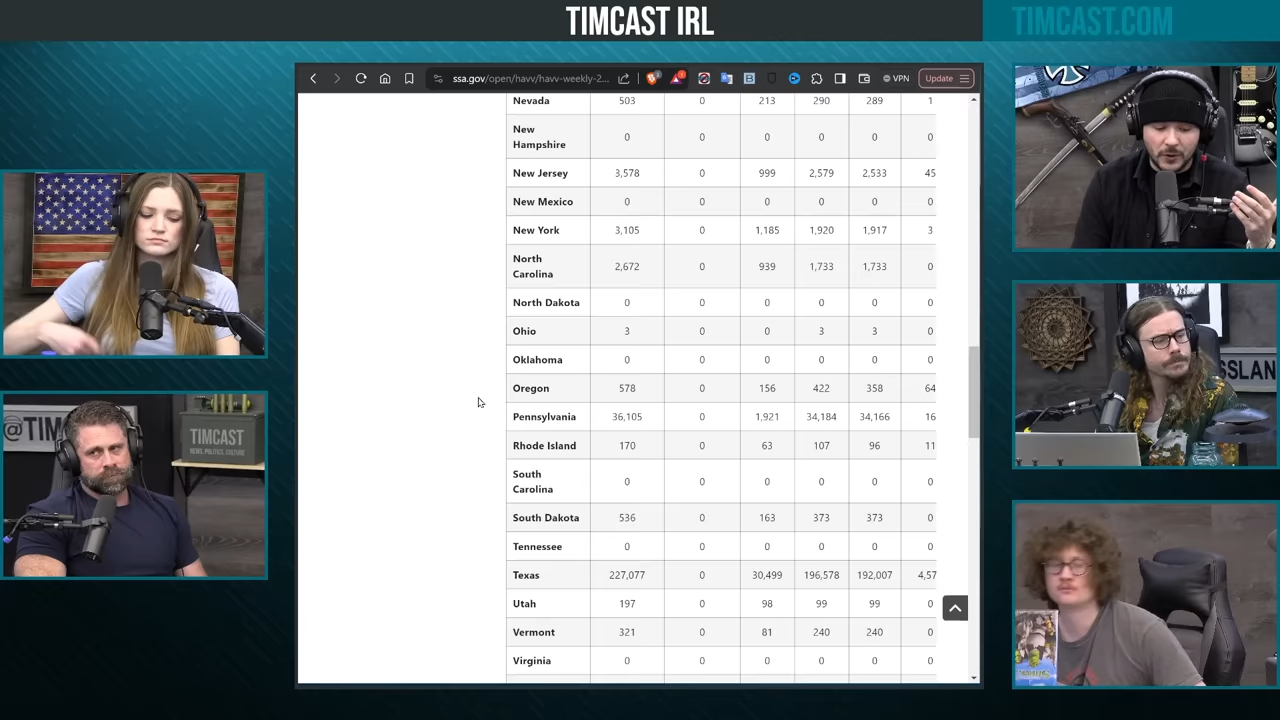 TIMCAST IRL
TIMCAST.COM
ssa.gov/open/havv/havv-weekly-2...
VPN
Update
Nevada 503 0 213 290 289 1
New
Hampshire 0 0 0 0 0 0
New Jersey 3,578 0 999 2,579 2,533 45
New Mexico 0 0 0 0 0 0
New York 3,105 0 1,185 1,920 1,917 3
North
Carolina 2,672 0 939 1,733 1,733 0
North Dakota 0 0 0 0 0 0
Ohio 3 0 0 3 3 0
Oklahoma 0 0 0 0 0 0
Oregon 578 0 156 422 358 64
Pennsylvania 36,105 0 1,921 34,184 34,166 16
Rhode Island 170 0 63 107 96 11
South
Carolina 0 0 0 0 0 0
South Dakota 536 0 163 373 373 0
Tennessee 0 0 0 0 0 0
Texas 227,077 0 30,499 196,578 192,007 4,57
Utah 197 0 98 99 99 0
Vermont 321 0 81 240 240 0
Virginia 0 0 0 0 0 0
@TIM
TIMCAST
NEWS. POLITICS. CULTURE
SSLAN